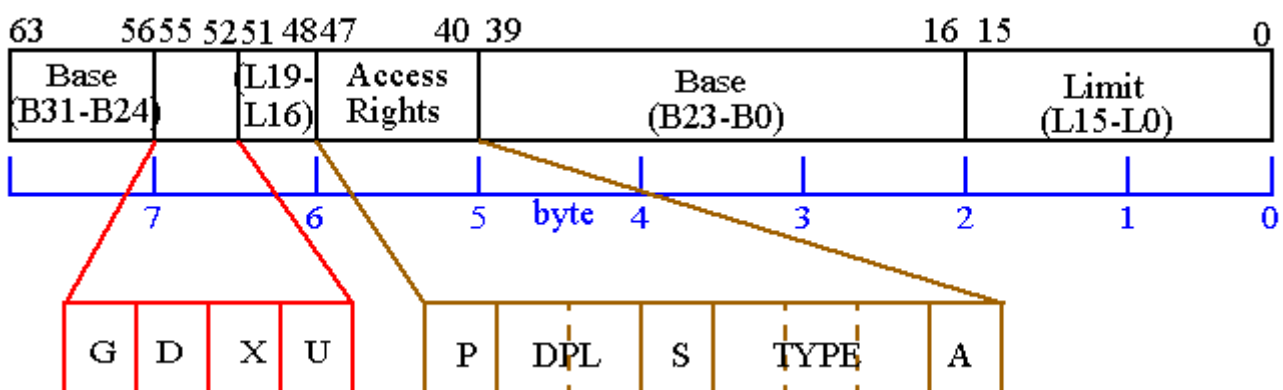 63 5655 5251 4847 40 39 16 15 0
Base (L19- Access Base Limit
(B31-B24) L16) Rights (B23-B0) (L15-L0)
7 6 5 byte 4 3 2 1 0
G D X U P DPL S TYPE A